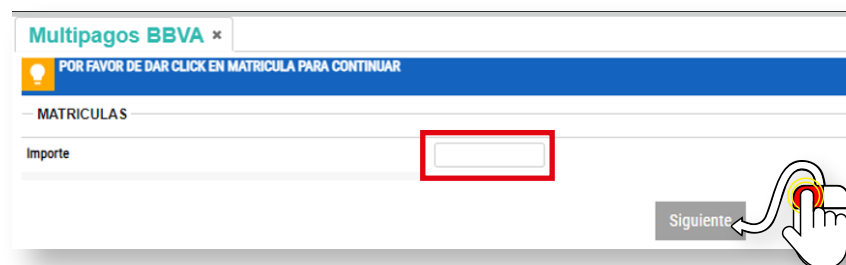 Multipagos BBVA ×
POR FAVOR DE DAR CLICK EN MATRICULA PARA CONTINUAR
MATRICULAS
Importe
Siguiente